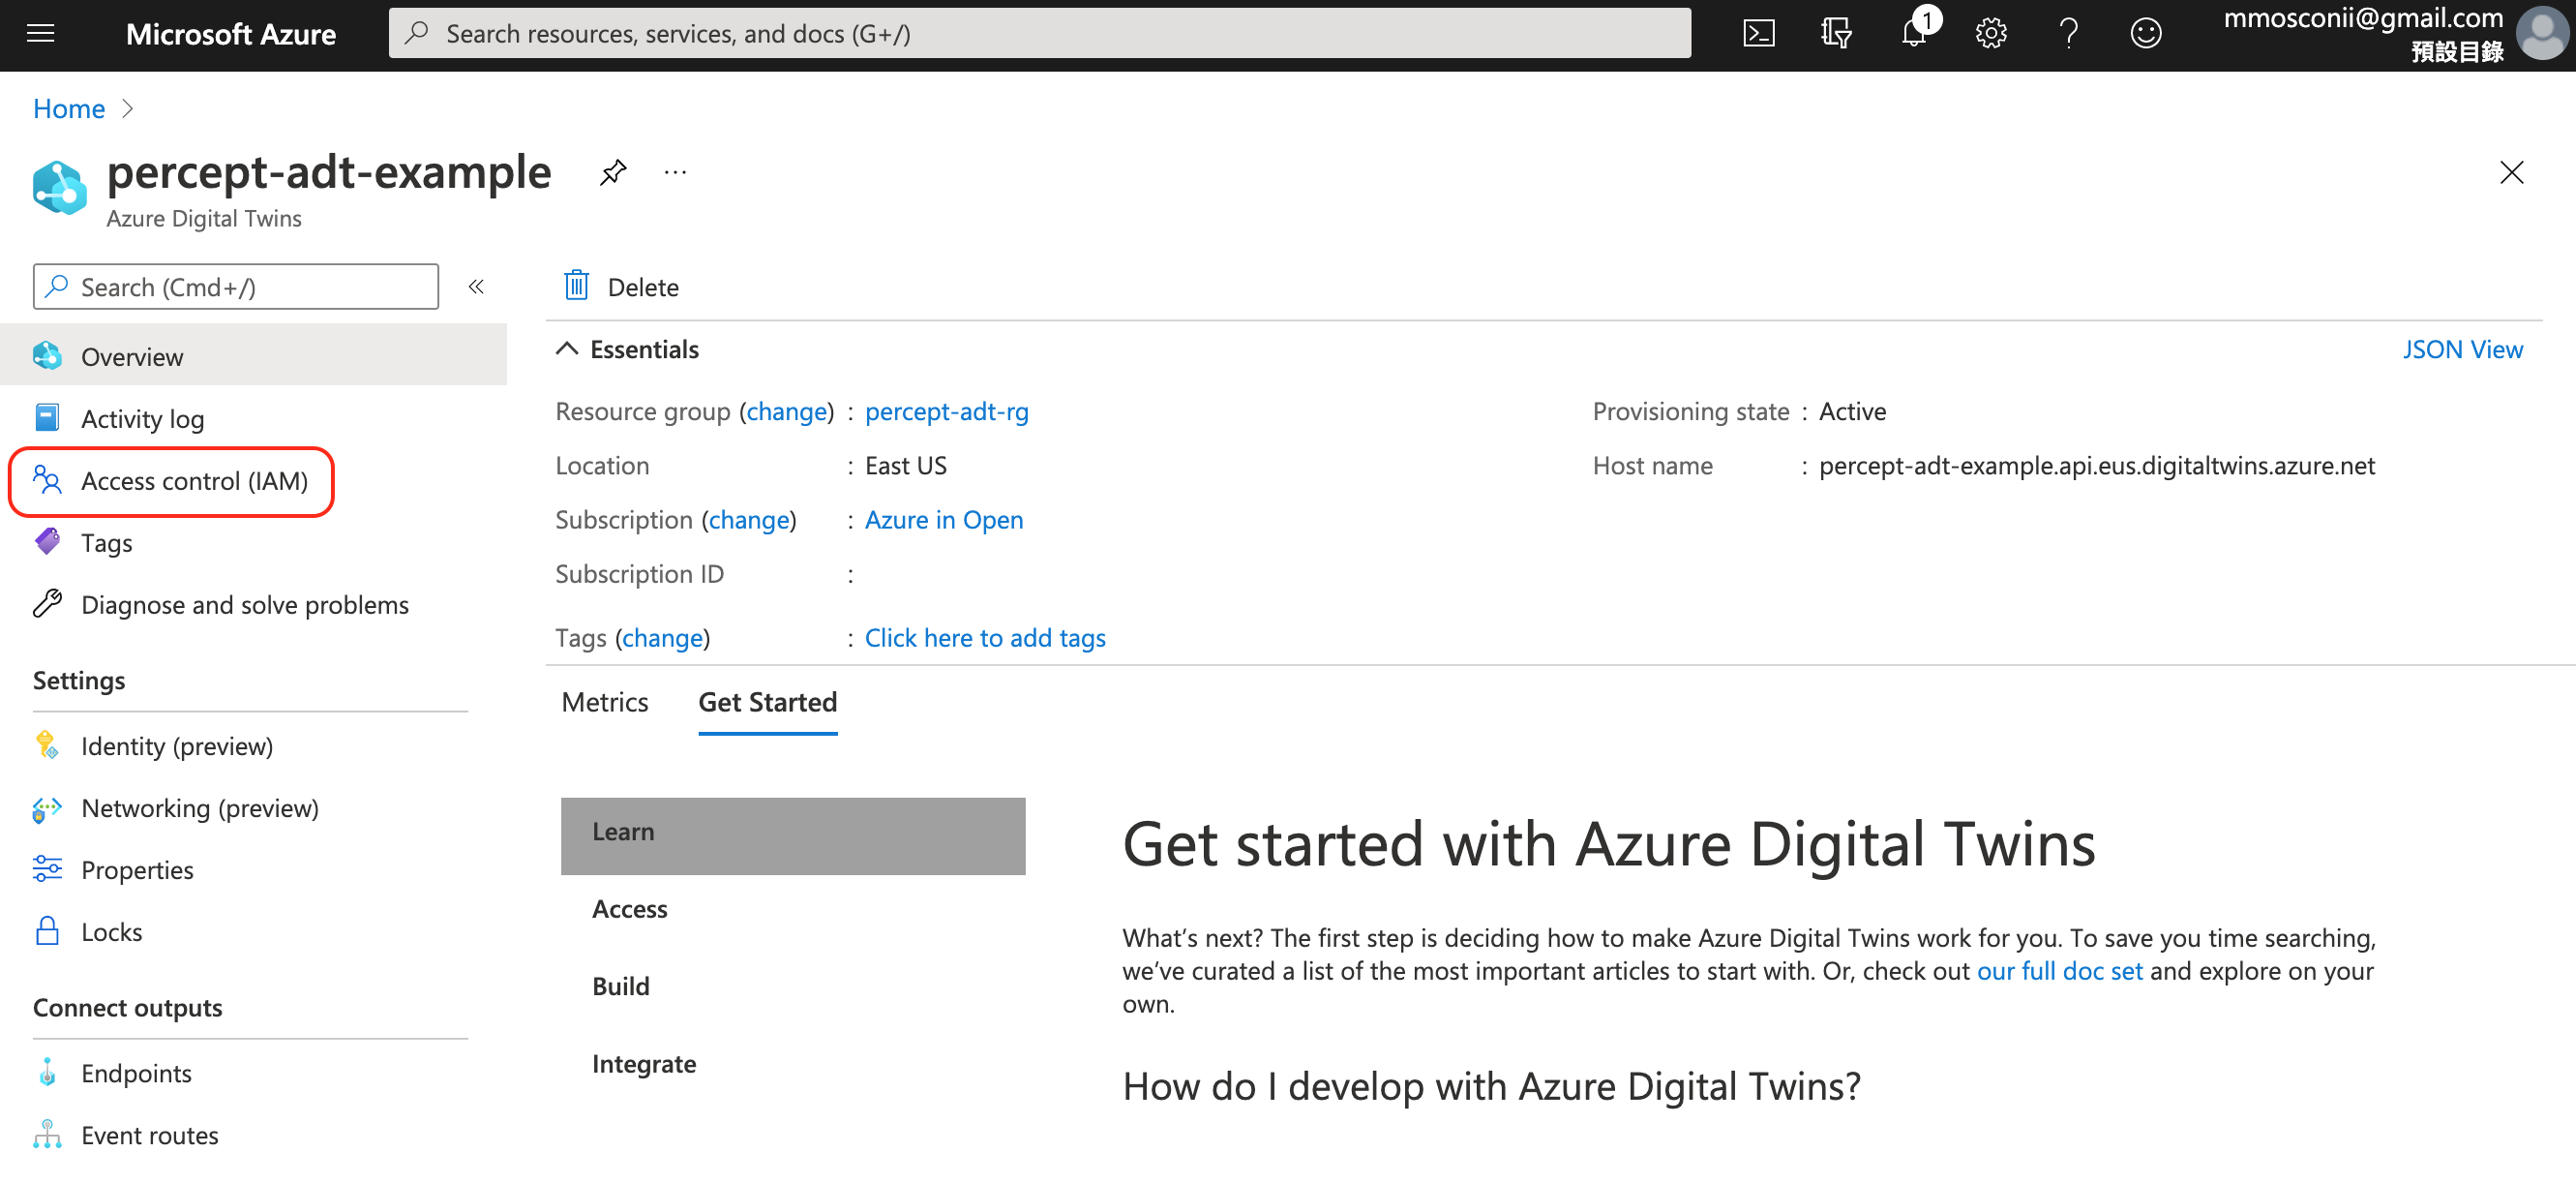 Microsoft Azure
Search resources, services, and docs (G+/)
1
mmosconii@gmail.com
預設目錄
Home
percept-adt-example
Azure Digital Twins
Search (Cmd+/)
«
Delete
Overview
Activity log
Access control (IAM)
Tags
Diagnose and solve problems
Settings
Identity (preview)
Networking (preview)
Properties
Locks
Connect outputs
Endpoints
Event routes
Essentials
JSON View
Resource group (change) : percept-adt-rg
Location : East US
Subscription (change) : Azure in Open
Subscription ID :
Tags (change) : Click here to add tags
Provisioning state : Active
Host name : percept-adt-example.api.eus.digitaltwins.azure.net
Metrics
Get Started
Learn
Access
Build
Integrate
Get started with Azure Digital Twins
What’s next? The first step is deciding how to make Azure Digital Twins work for you. To save you time searching,
we’ve curated a list of the most important articles to start with. Or, check out our full doc set and explore on your
own.
How do I develop with Azure Digital Twins?